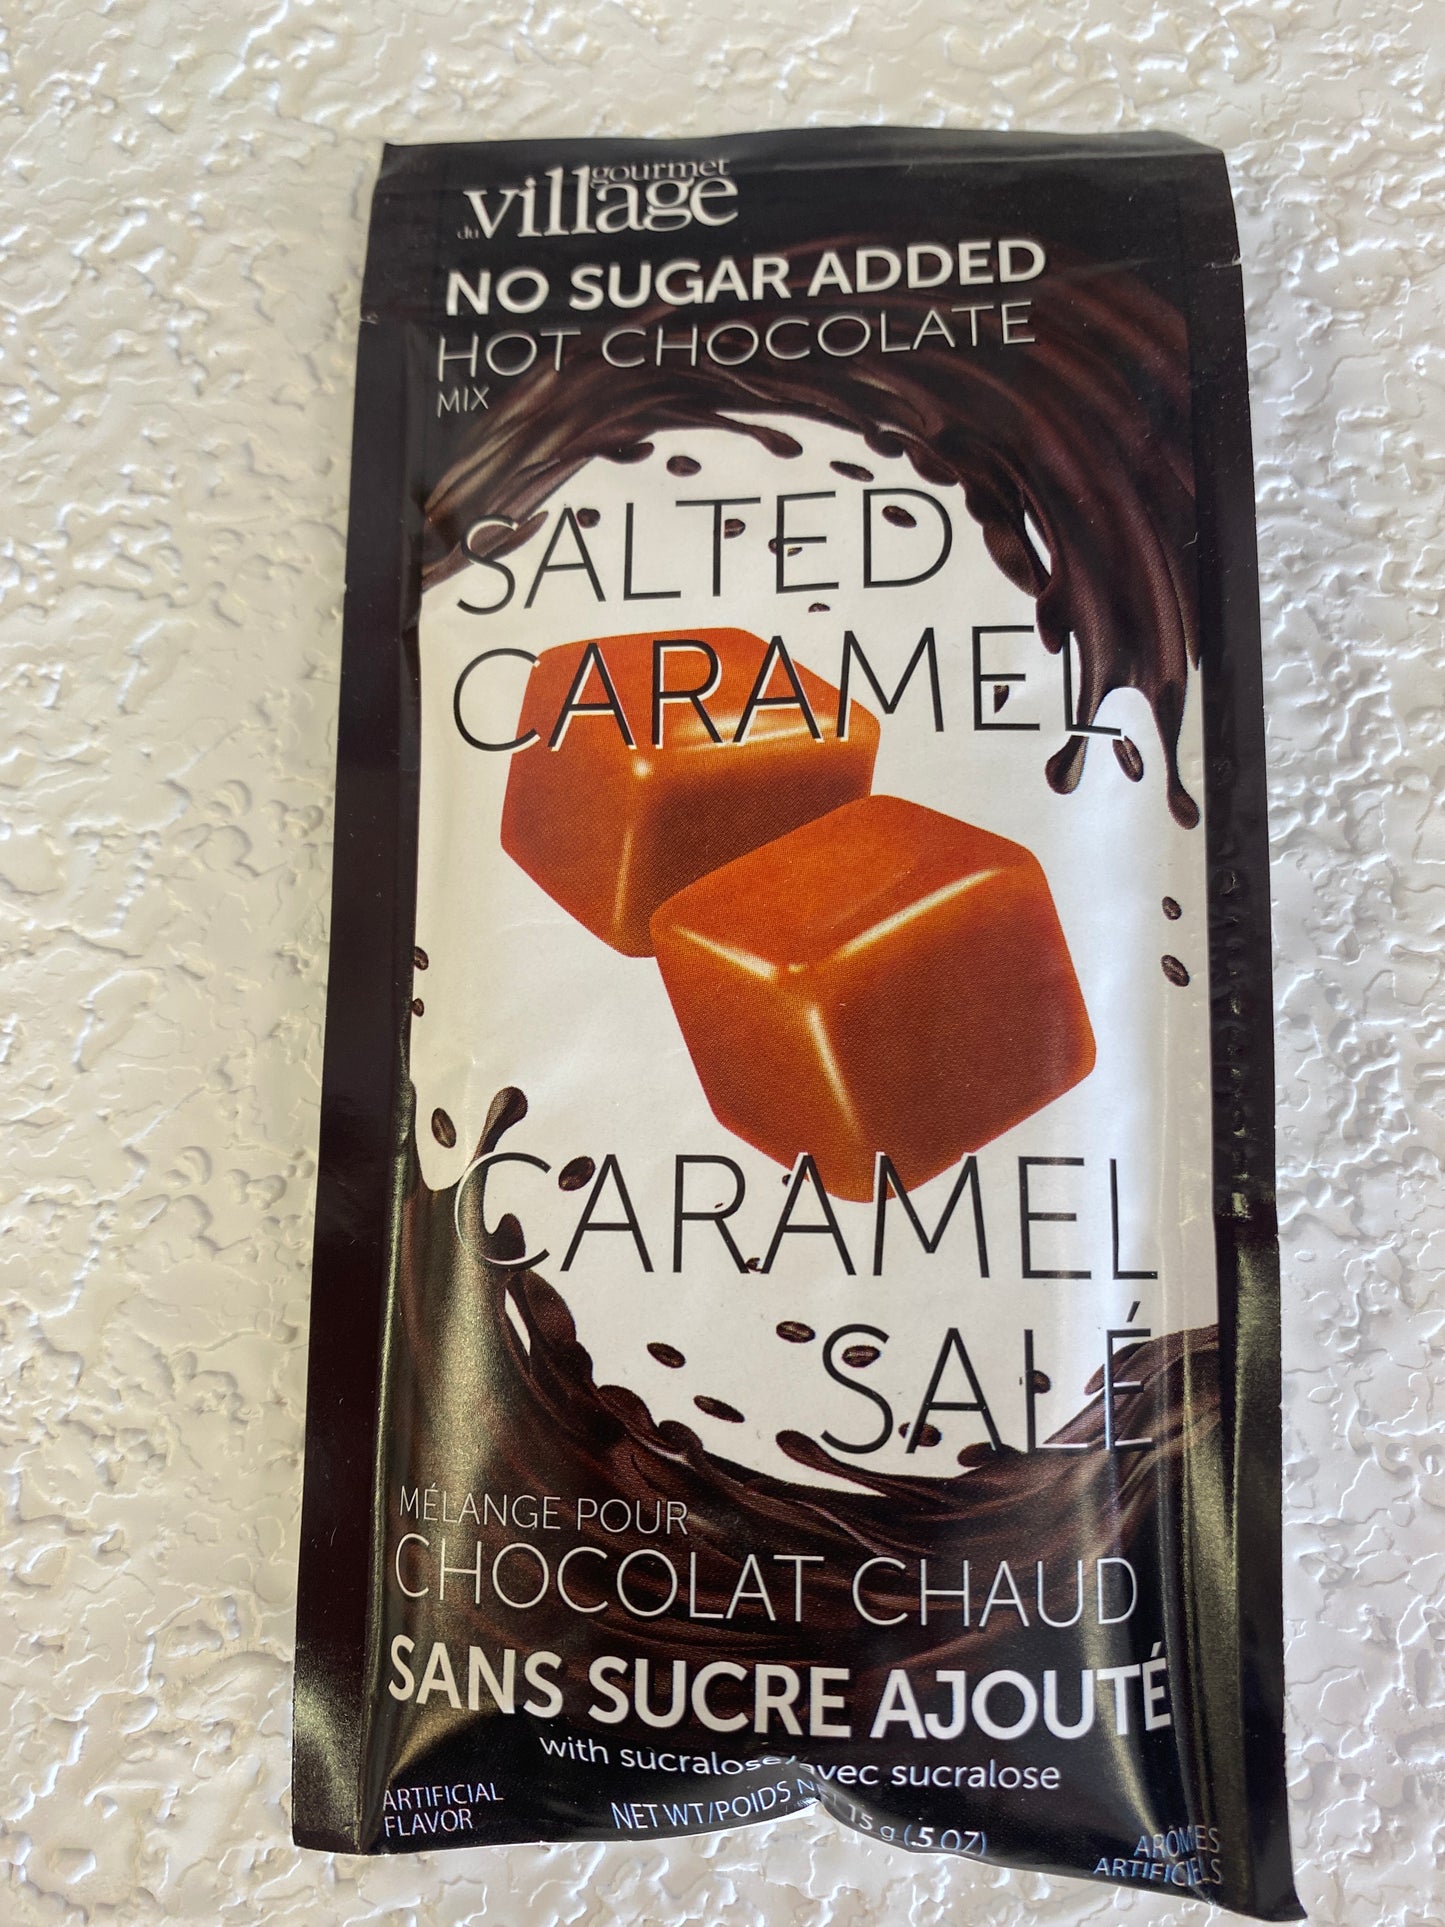 gourmet
du village
NO SUGAR ADDED
HOT CHOCOLATE
MIX
SALTED
CARAMEL
CARAMEL
SALÉ
MÉLANGE POUR
CHOCOLAT CHAUD
SANS SUCRE AJOUTÉ
with sucralose/avec sucralose
ARTIFICIAL
FLAVOR
NET WT/POIDS NET 15 g (.5 OZ)
ARÔMES
ARTIFICIELS